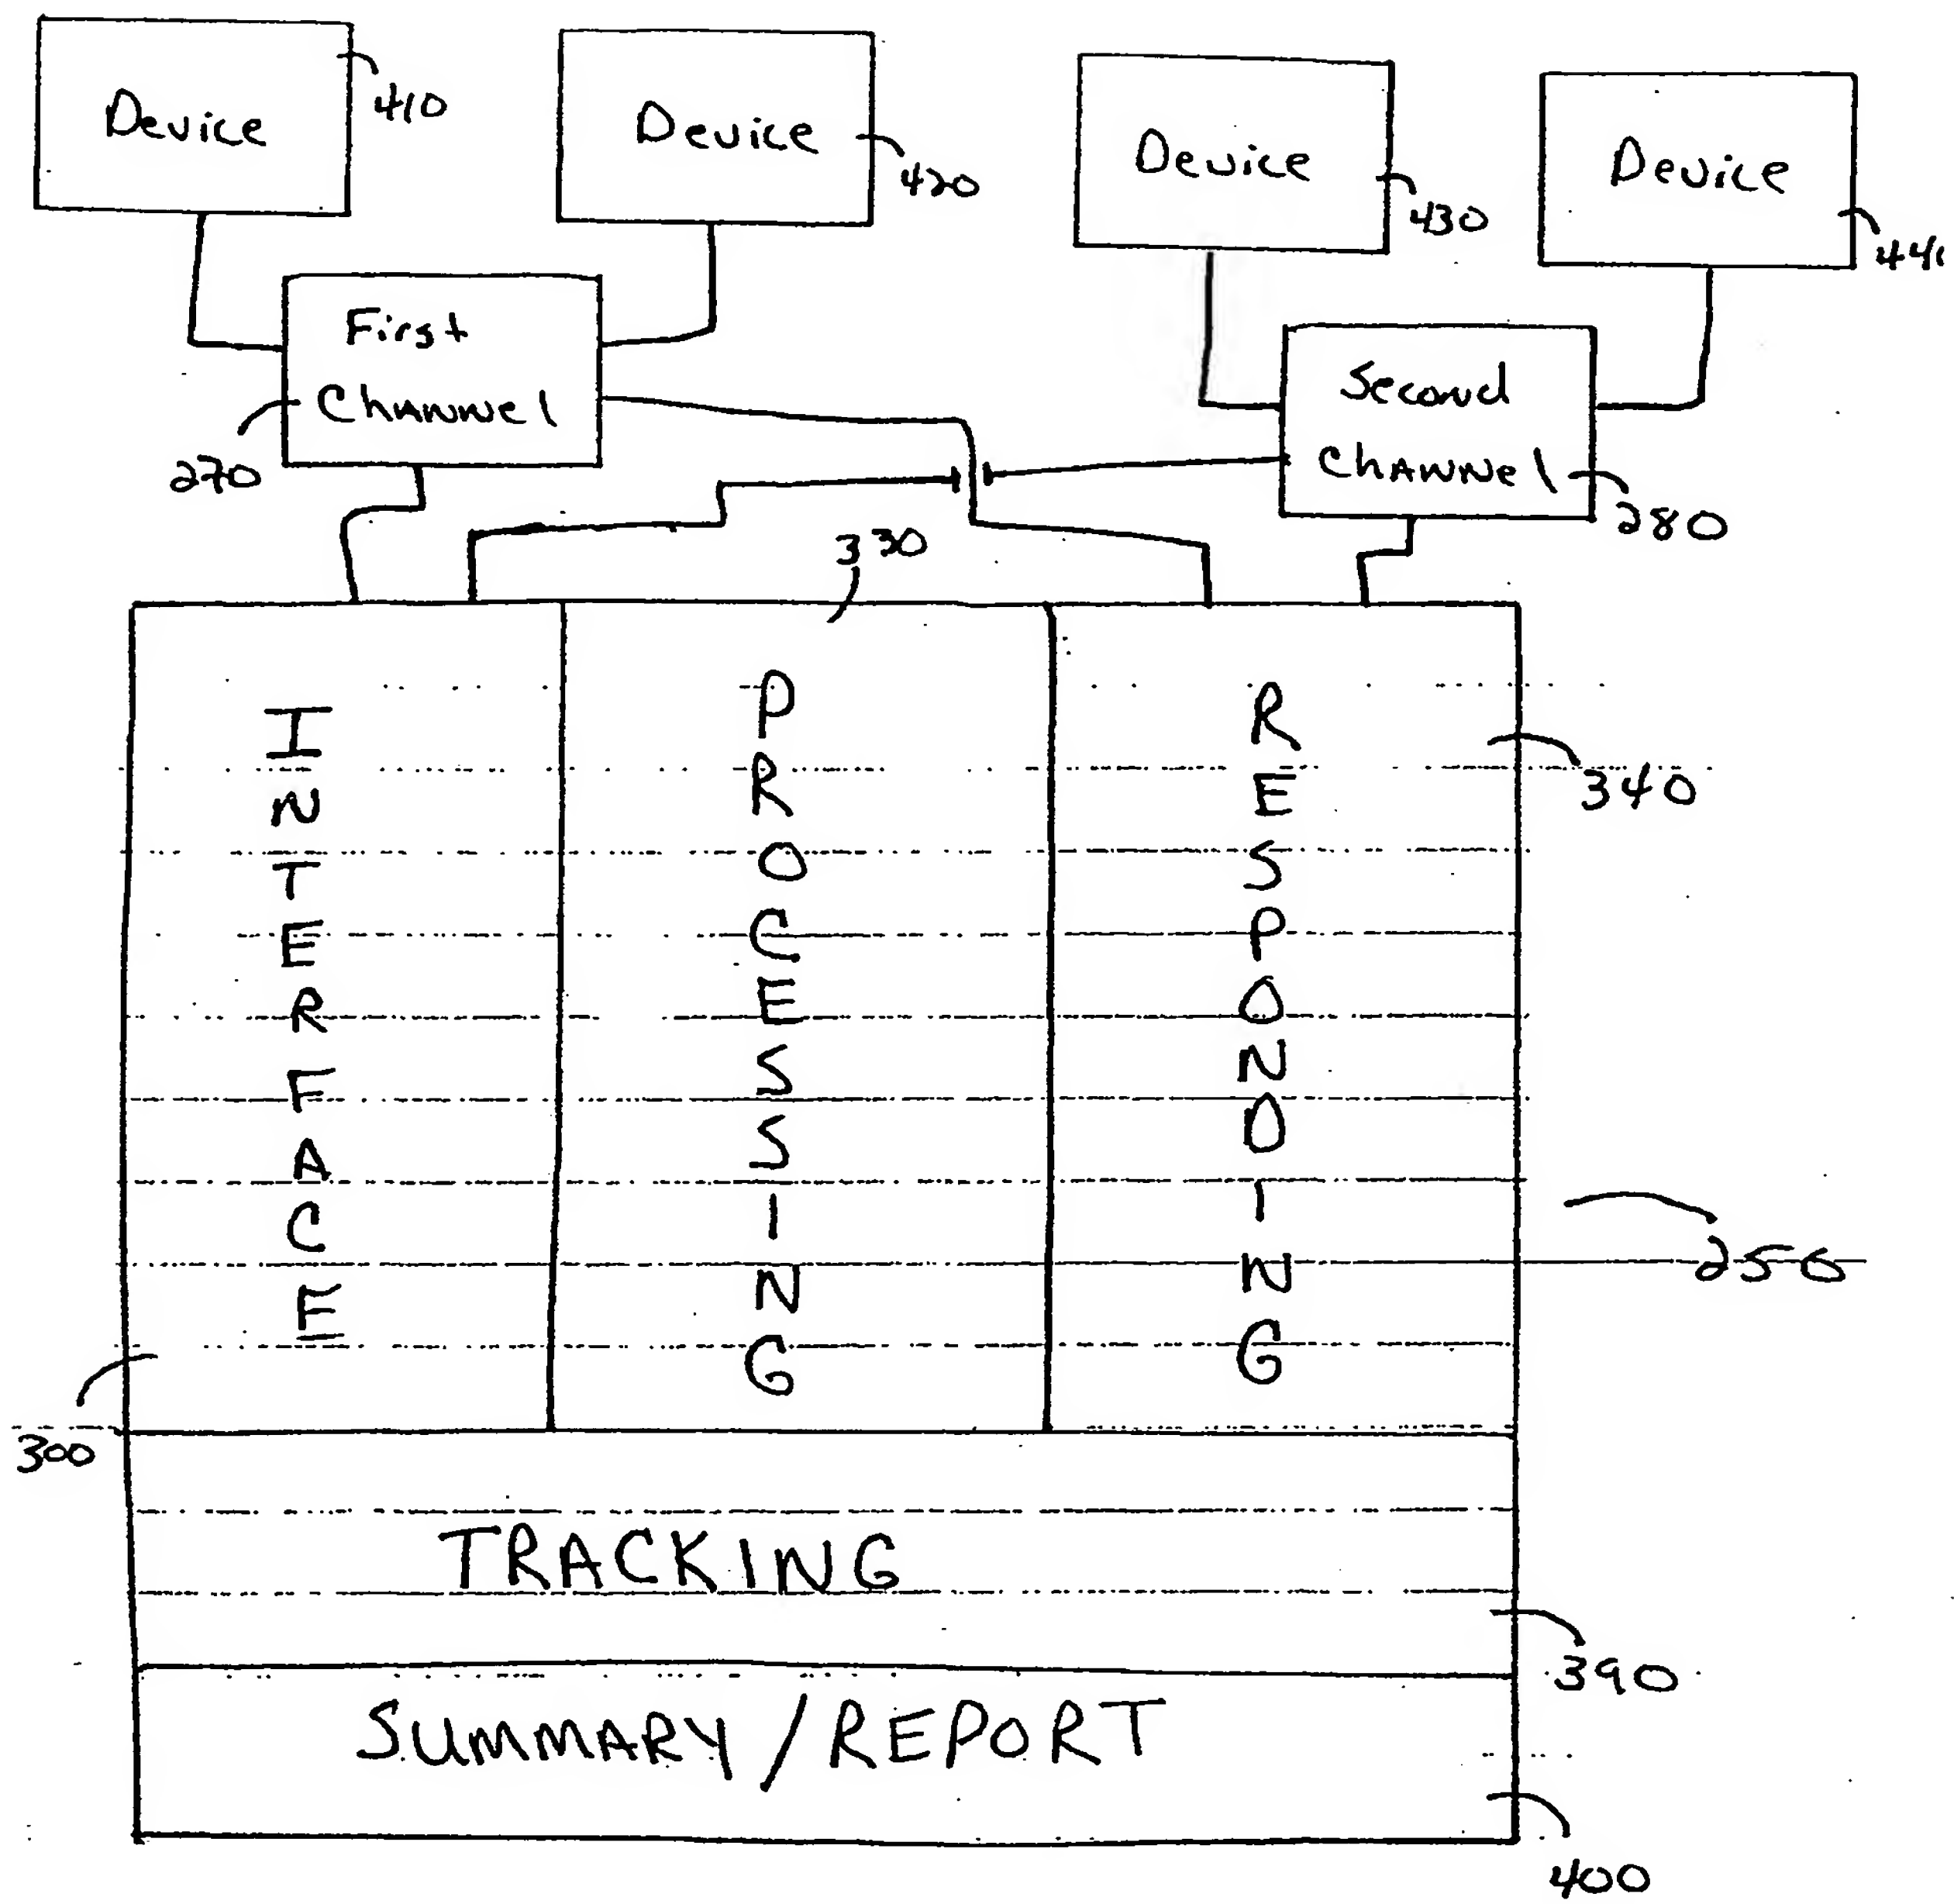 Device
410
Device
420
Device
430
Device
First
Channel
270
Second
Channel
280
330
INTERFACE
PROCESSING
RESPONDING
340
250
300
TRACKING
390
SUMMARY/REPORT
400